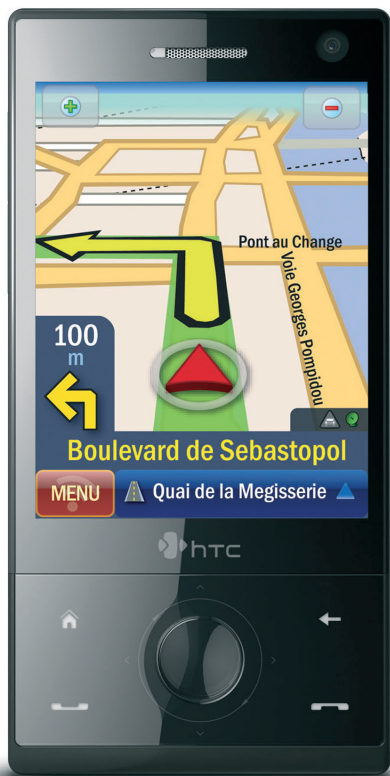 Pont au Change
Voie Georges Pompidou
100
m
Boulevard de Sebastopol
MENU
Quai de la Megisserie
hTC